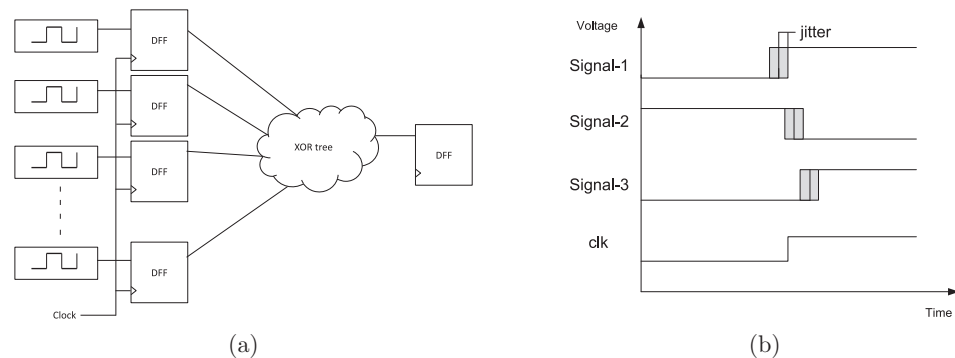 DFF
DFF
DFF
DFF
XOR tree
DFF
Clock
(a)
Voltage
jitter
Signal-1
Signal-2
Signal-3
clk
Time
(b)